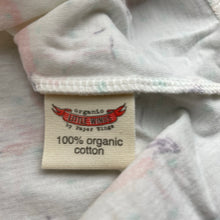 organic
by Paper Wings
100% organic
cotton